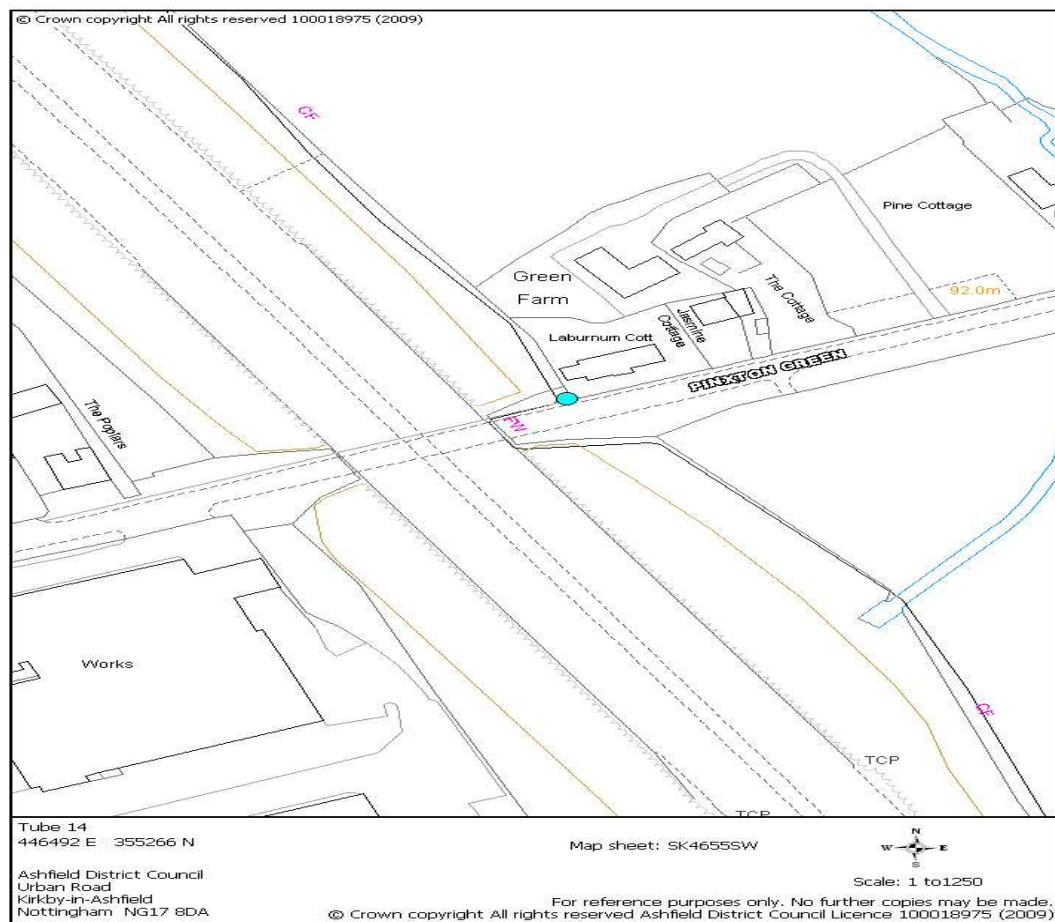 © Crown copyright All rights reserved 100018975 (2009)
CF
Pine Cottage
Green
Farm
The Cottage
92.0m
Jasmine
Cottage
Laburnum Cott
PINXTON GREEN
FW
The Poplars
Works
CF
TCP
TCP
Tube 14
446492 E 355266 N
Map sheet: SK4655SW
N
W E
S
Scale: 1 to1250
Ashfield District Council
Urban Road
Kirkby-in-Ashfield
Nottingham NG17 8DA
For reference purposes only. No further copies may be made.
© Crown copyright All rights reserved Ashfield District Council Licence 100018975 (2009)